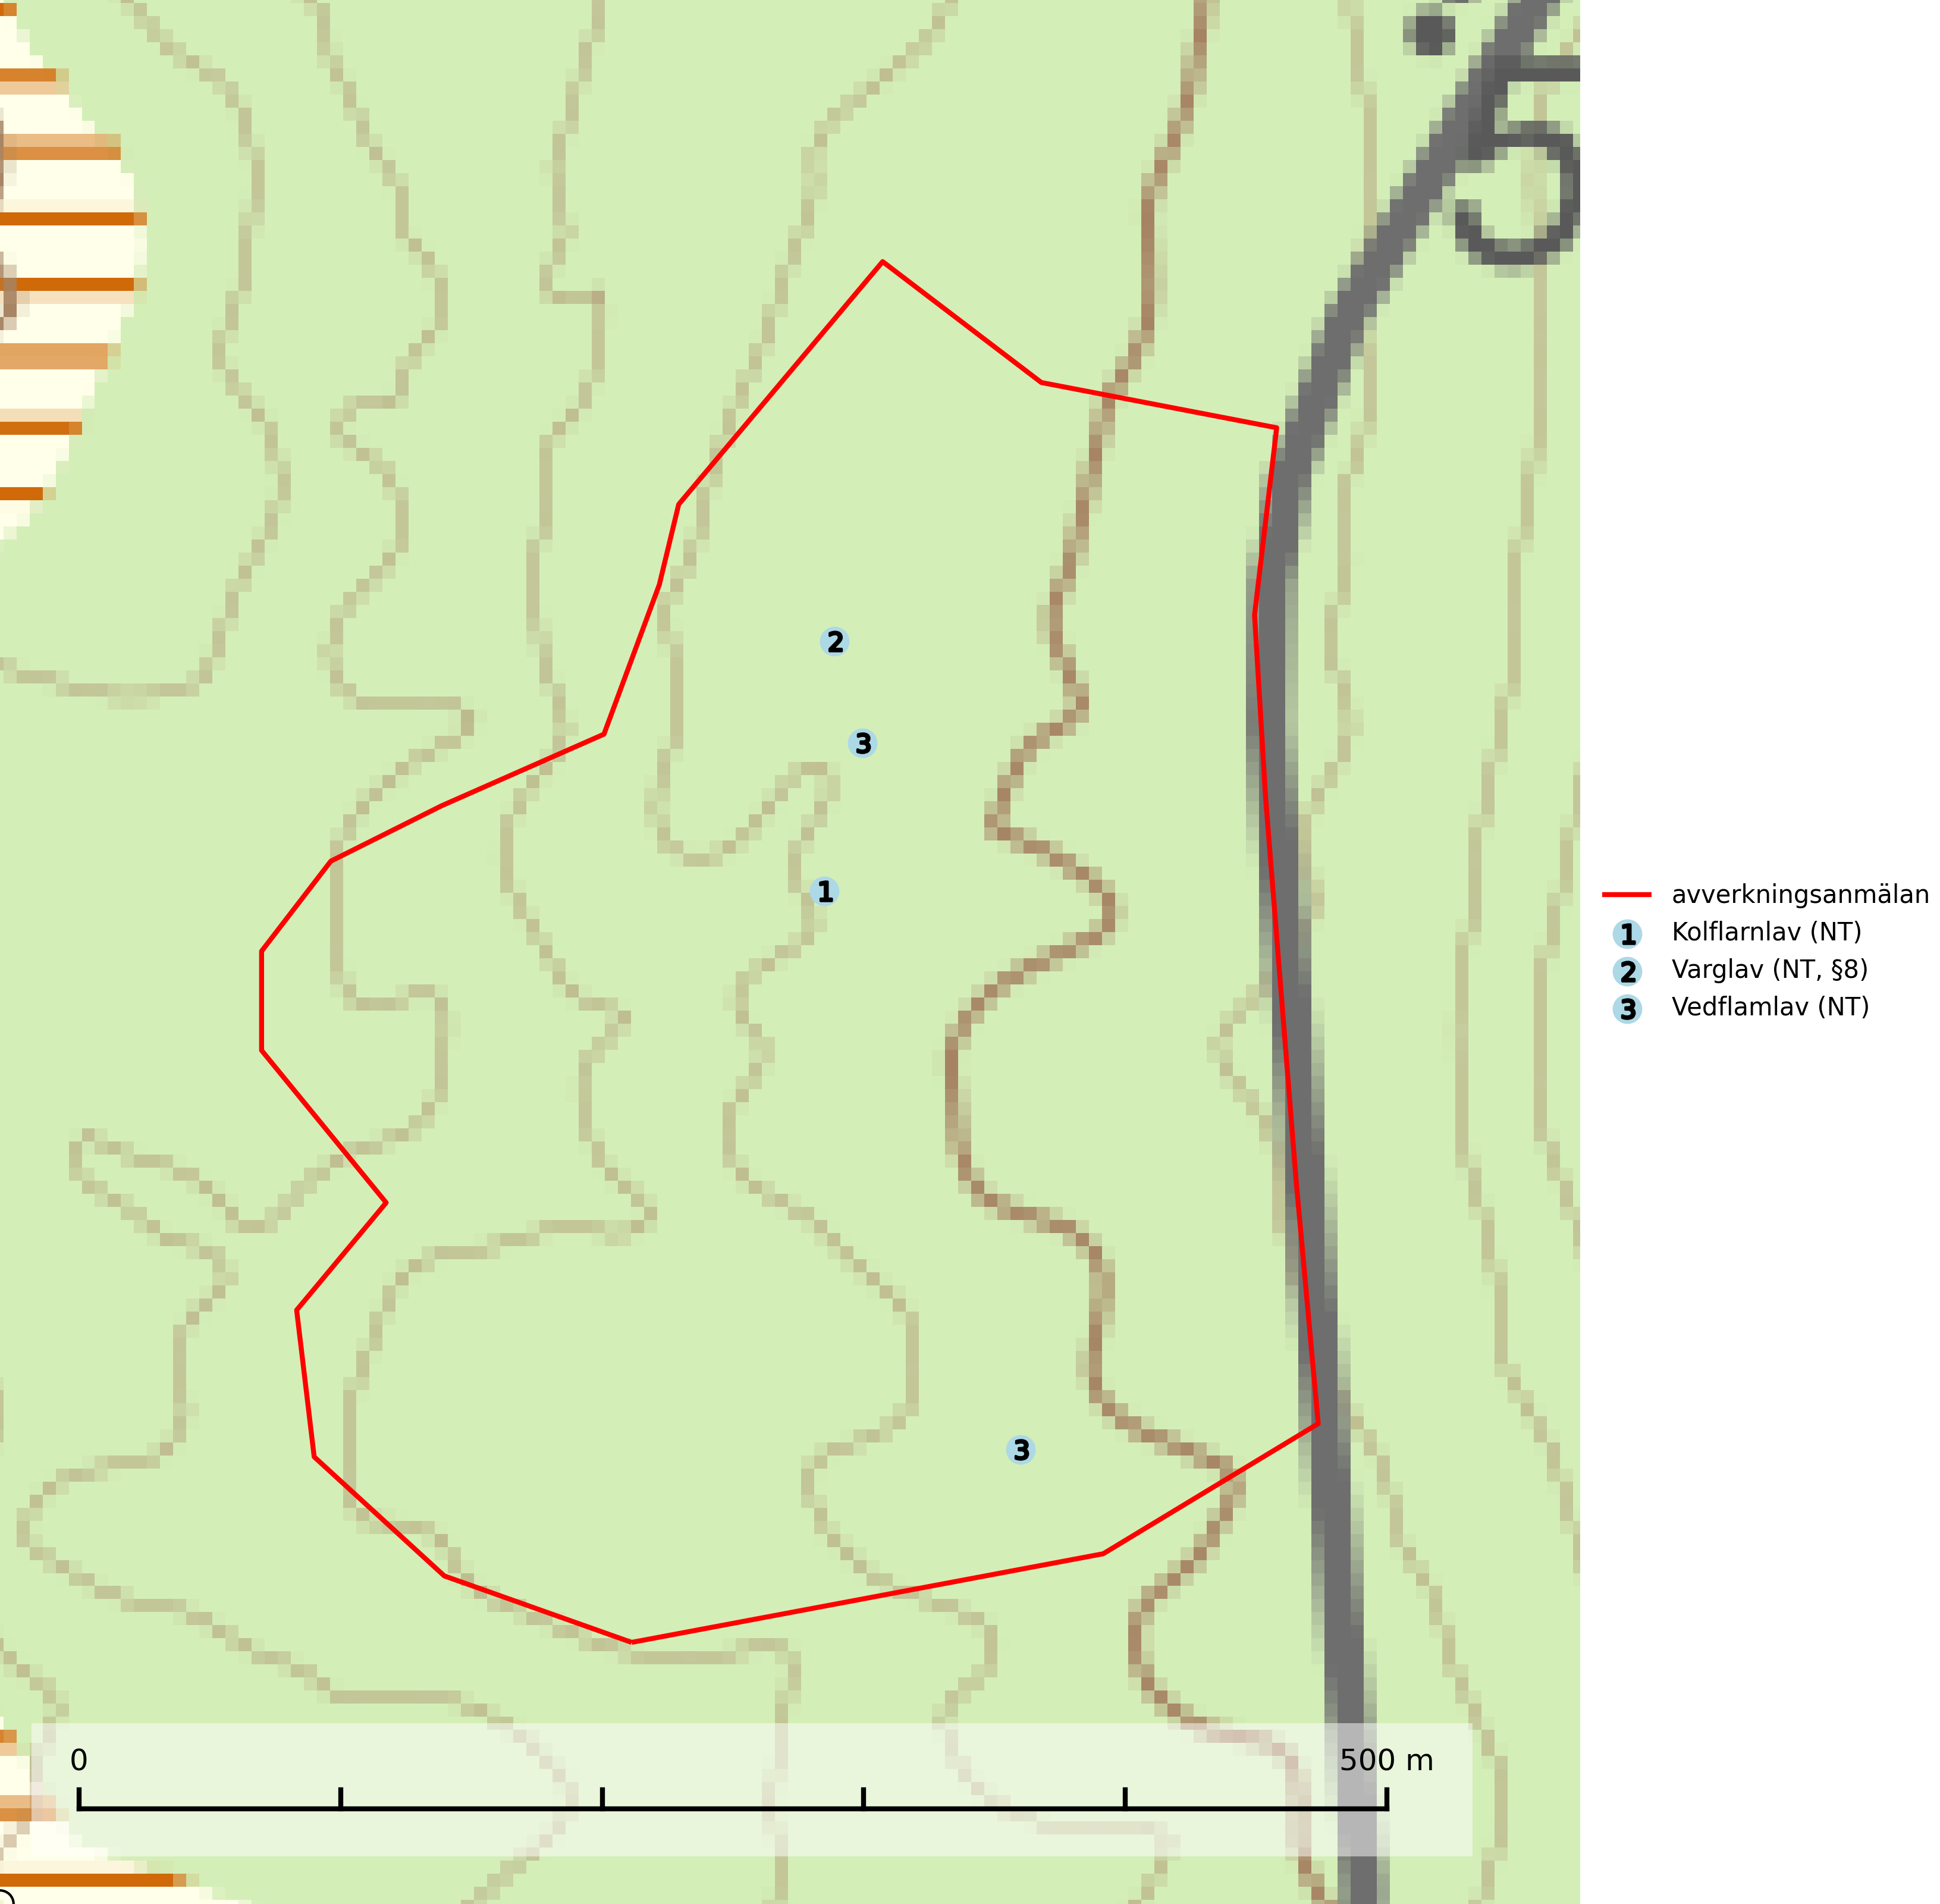 2
3
1
3
avverkningsanmälan
1 Kolflarnlav (NT)
2 Varglav (NT, §8)
3 Vedflamlav (NT)
0 500 m